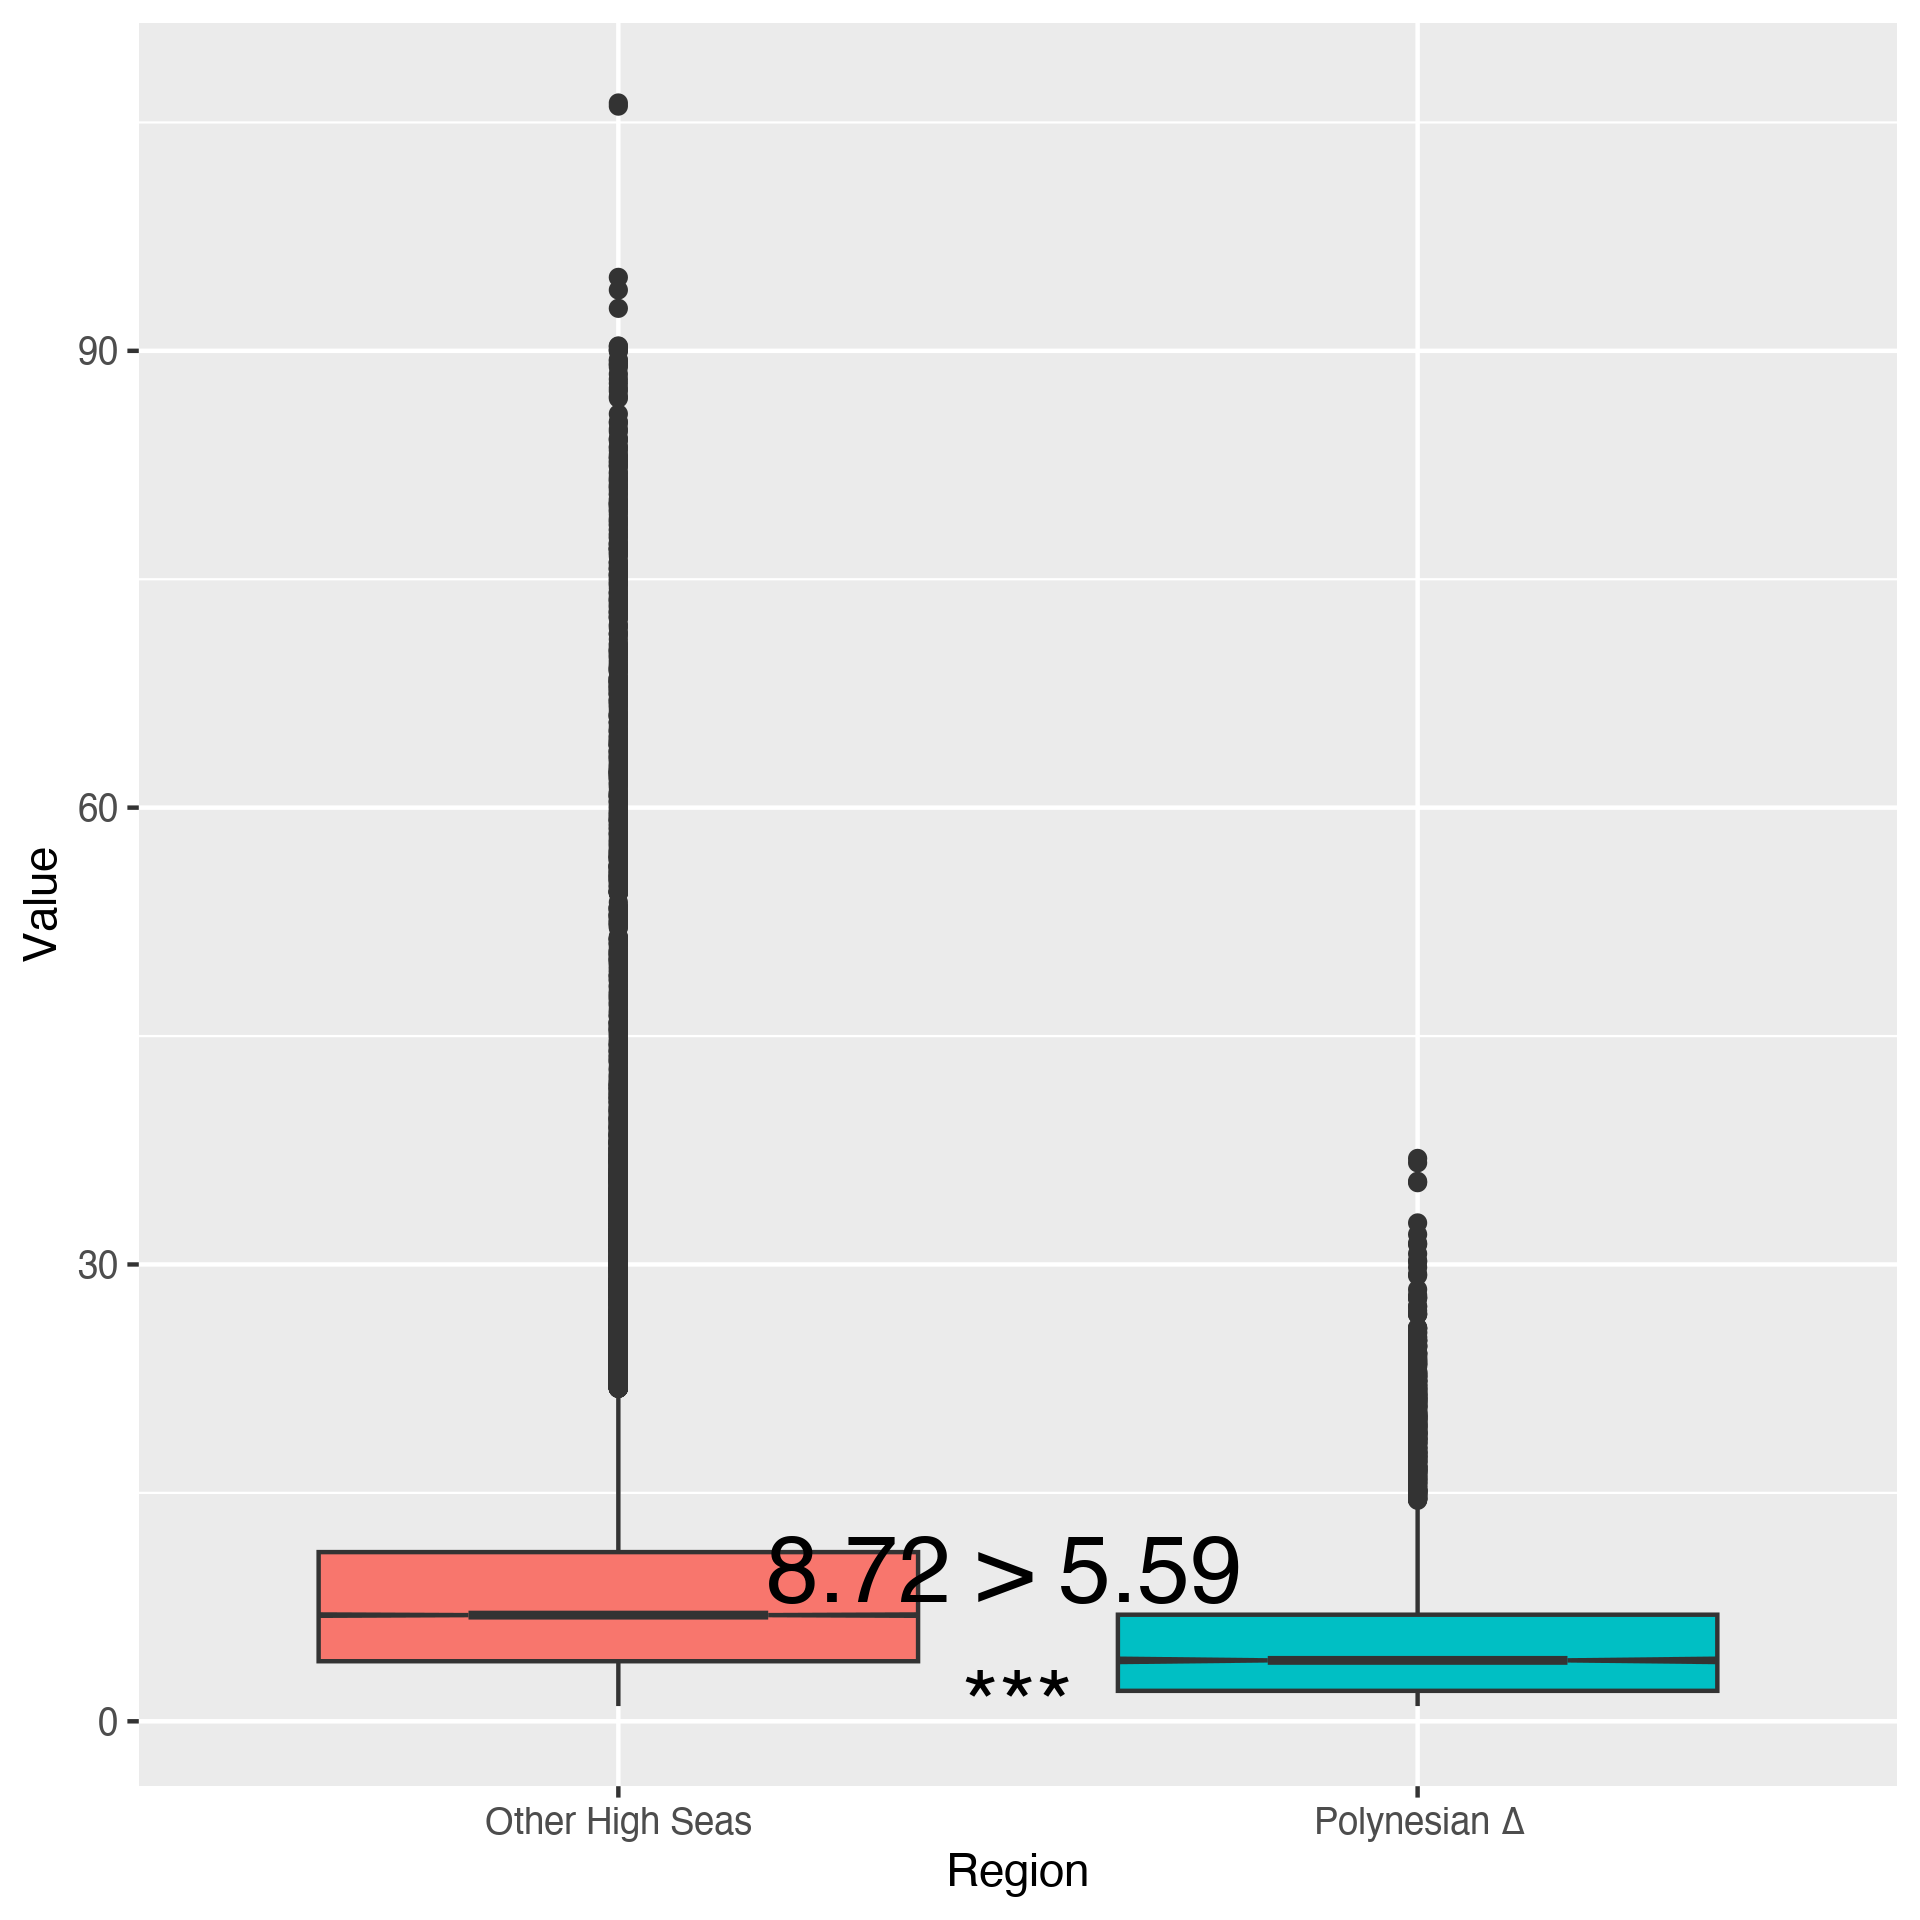 90
60
30
0
Value
8.72 > 5.59
***
Other High Seas
Polynesian Δ
Region